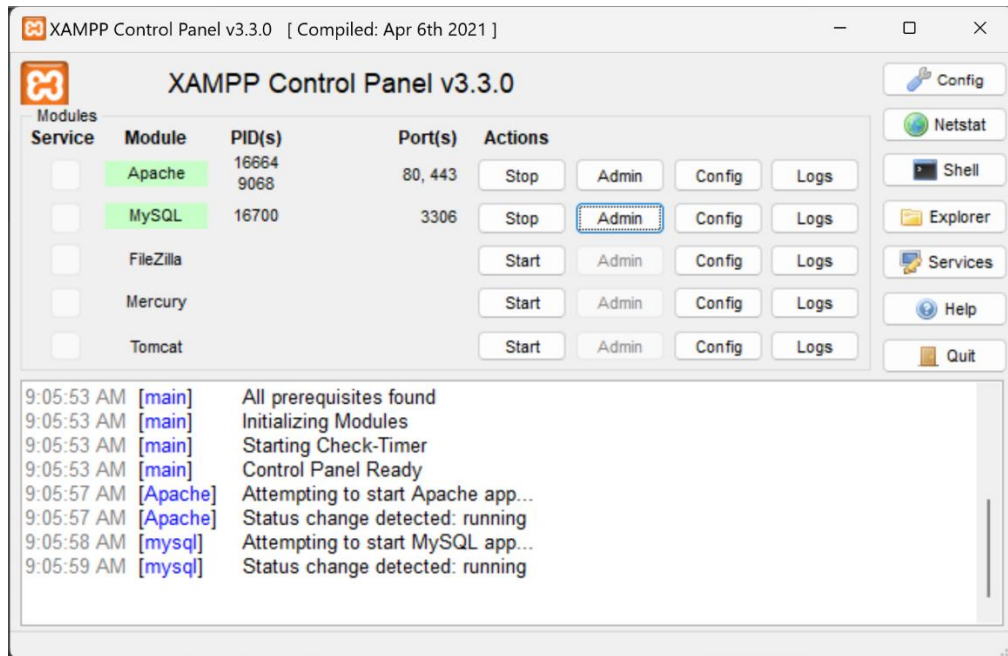 XAMPP Control Panel v3.3.0 [ Compiled: Apr 6th 2021 ]
XAMPP Control Panel v3.3.0
Config
Modules
Service Module PID(s) Port(s) Actions
Netstat
Apache 16664 9068 80, 443 Stop Admin Config Logs
Shell
MySQL 16700 3306 Stop Admin Config Logs
Explorer
FileZilla Start Admin Config Logs
Services
Mercury Start Admin Config Logs
Help
Tomcat Start Admin Config Logs
Quit
9:05:53 AM [main] All prerequisites found
9:05:53 AM [main] Initializing Modules
9:05:53 AM [main] Starting Check-Timer
9:05:53 AM [main] Control Panel Ready
9:05:57 AM [Apache] Attempting to start Apache app...
9:05:57 AM [Apache] Status change detected: running
9:05:58 AM [mysql] Attempting to start MySQL app...
9:05:59 AM [mysql] Status change detected: running